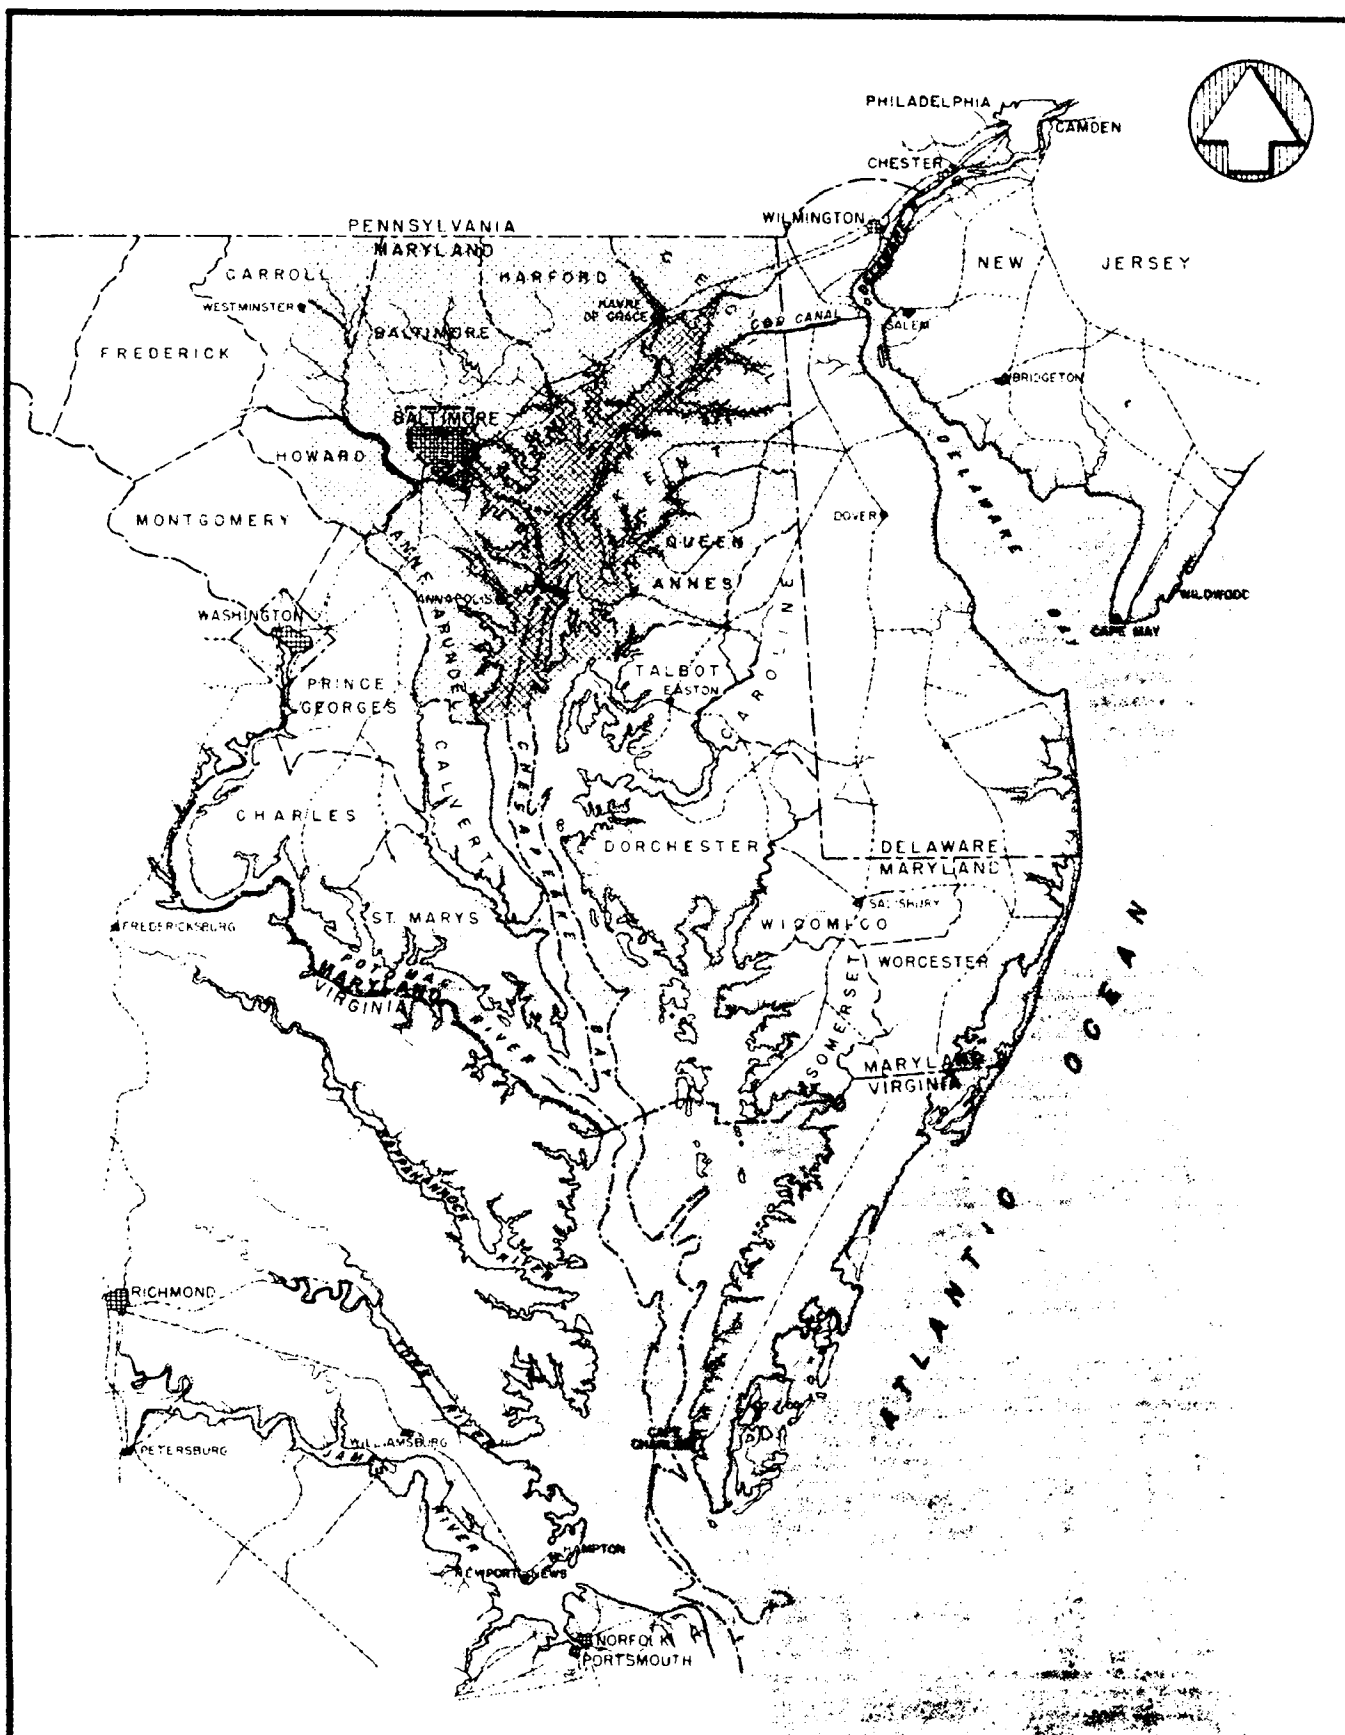 PHILADELPHIA
CAMDEN
CHESTER
WILMINGTON
PENNSYLVANIA
MARYLAND
DELAWARE
NEW JERSEY
CARROLL
HARFORD
CECIL
WESTMINSTER
HAVRE
DE GRACE
C&D CANAL
SALEM
BALTIMORE
FREDERICK
BRIDGETON
BALTIMORE
HOWARD
KENT
DELAWARE BAY
MONTGOMERY
DOVER
ANNE ARUNDEL
QUEEN
ANNES
ANNAPOLIS
CAROLINE
WILDWOOD
CAPE MAY
WASHINGTON
TALBOT
EASTON
PRINCE
GEORGES
CALVERT
CHESAPEAKE BAY
CHARLES
DORCHESTER
DELAWARE
MARYLAND
SALISBURY
ST. MARYS
WICOMICO
FREDERICKSBURG
WORCESTER
POTOMAC RIVER
MARYLAND
VIRGINIA
SOMERSET
MARYLAND
VIRGINIA
ATLANTIC OCEAN
RAPPAHANNOCK RIVER
RICHMOND
YORK RIVER
CAPE
CHARLES
WILLIAMSBURG
PETERSBURG
JAMES RIVER
HAMPTON
NEWPORT NEWS
NORFOLK
PORTSMOUTH